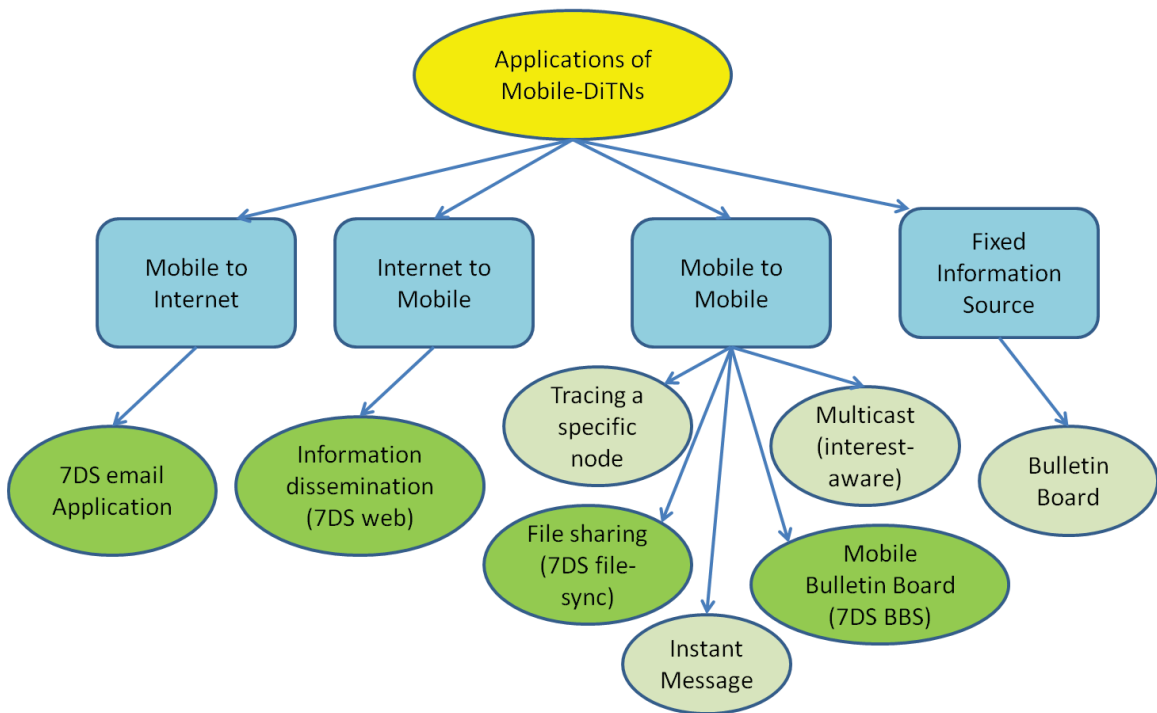 Applications of
Mobile-DiTNs
Mobile to
Internet
Internet to
Mobile
Mobile to
Mobile
Fixed
Information
Source
7DS email
Application
Information
dissemination
(7DS web)
Tracing a
specific
node
Multicast
(interest-
aware)
File sharing
(7DS file-
sync)
Mobile
Bulletin Board
(7DS BBS)
Instant
Message
Bulletin
Board